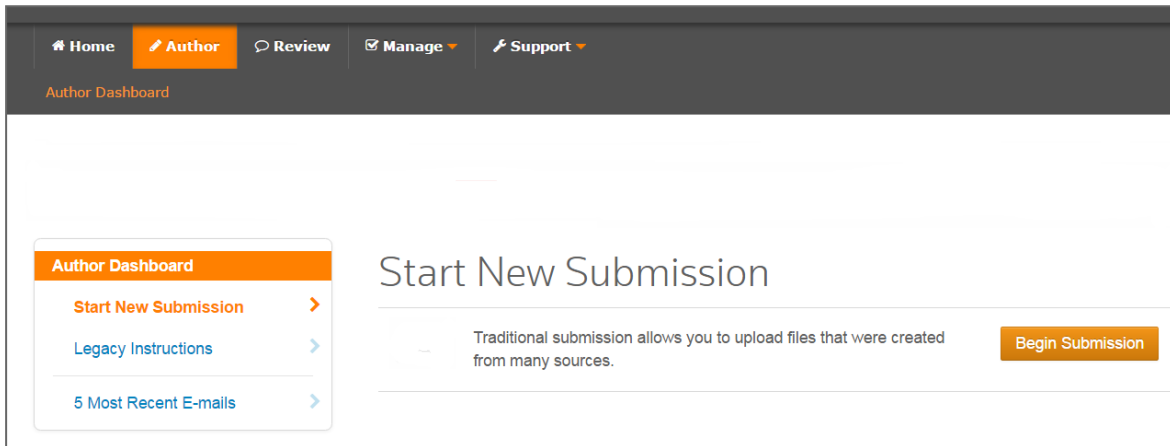 Home Author Review Manage Support
Author Dashboard
Author Dashboard
Start New Submission
Legacy Instructions
5 Most Recent E-mails
Start New Submission
Traditional submission allows you to upload files that were created
from many sources.
Begin Submission